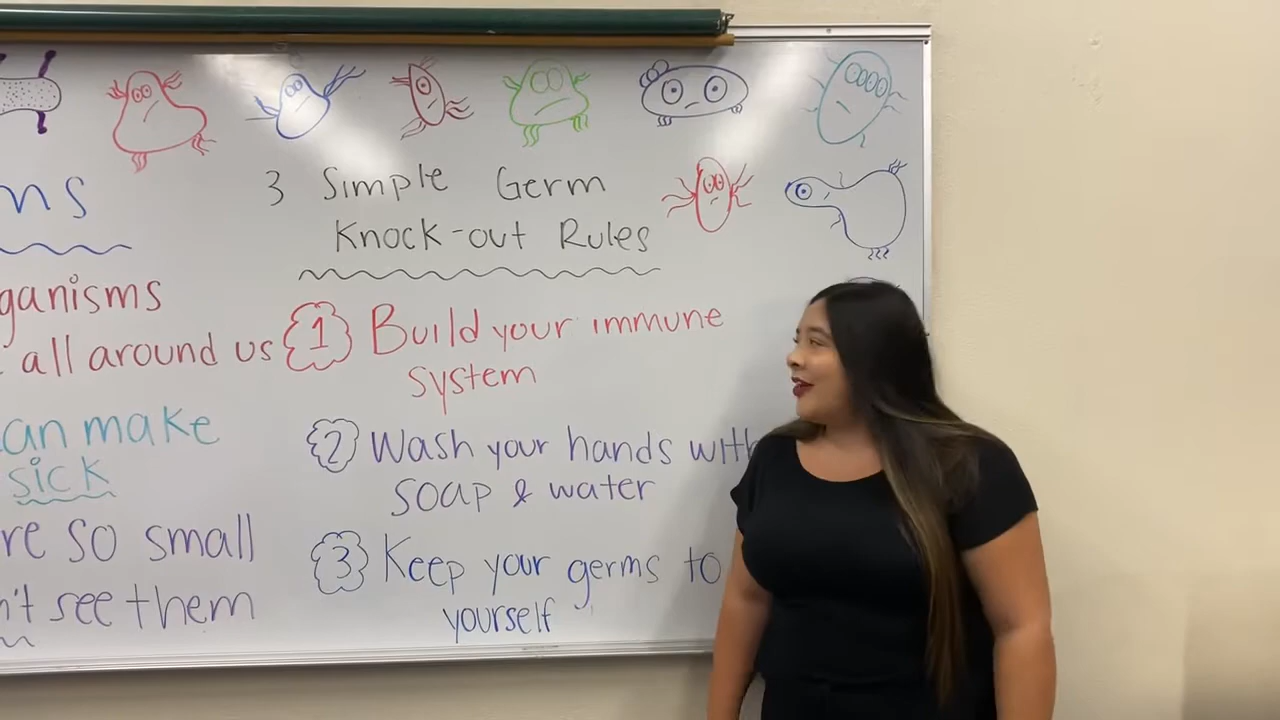 ms
ganisms
all around us
an make
sick
re so small
n't see them
3 Simple Germ
Knock-out Rules
1 Build your immune
system
2 Wash your hands with
soap & water
3 Keep your germs to
yourself